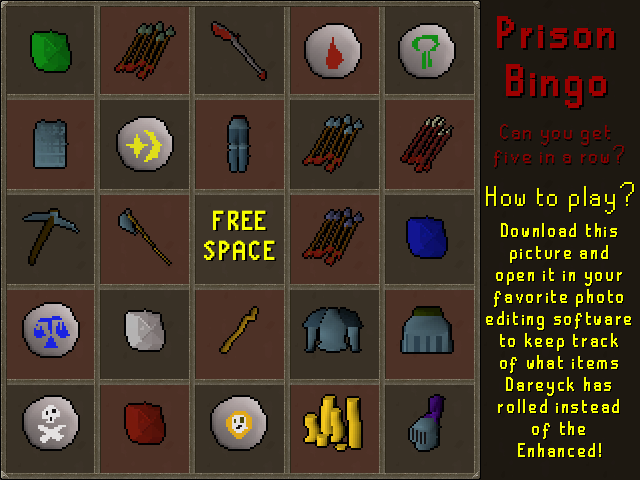 Prison
Bingo
Can you get
five in a row?
How to play?
Download this
picture and
open it in your
favorite photo
editing software
to keep track
of what items
Dareyck has
rolled instead
of the
Enhanced!
FREE
SPACE